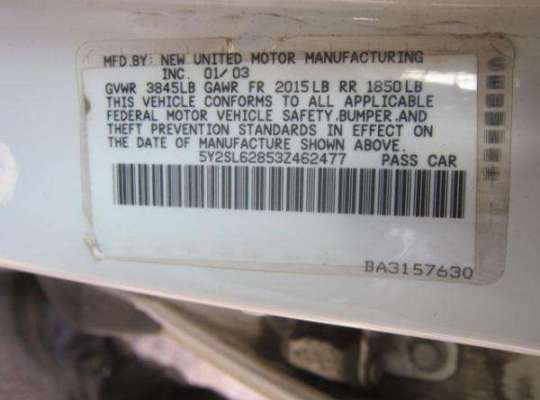 MFD.BY: NEW UNITED MOTOR MANUFACTURING
INC. 01/03
GVWR 3845LB GAWR FR 2015LB RR 1850LB
THIS VEHICLE CONFORMS TO ALL APPLICABLE
FEDERAL MOTOR VEHICLE SAFETY,BUMPER,AND
THEFT PREVENTION STANDARDS IN EFFECT ON
THE DATE OF MANUFACTURE SHOWN ABOVE.
5Y2SL62853Z462477 PASS CAR
BA3157630